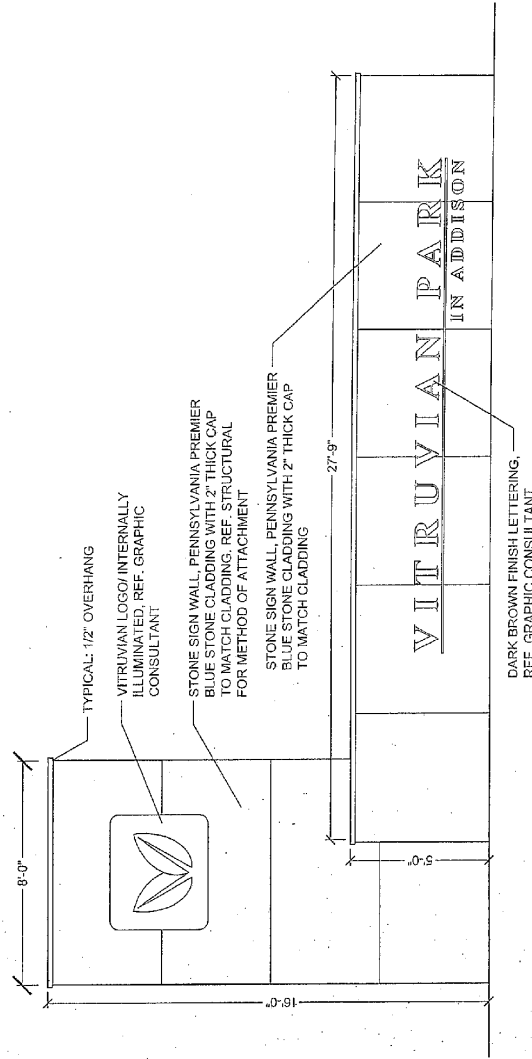 8'-0"
16'-0"
TYPICAL: 1/2" OVERHANG
VITRUVIAN LOGO/ INTERNALLY
ILLUMINATED, REF. GRAPHIC
CONSULTANT
STONE SIGN WALL, PENNSYLVANIA PREMIER
BLUE STONE CLADDING WITH 2" THICK CAP
TO MATCH CLADDING. REF. STRUCTURAL
FOR METHOD OF ATTACHMENT
STONE SIGN WALL, PENNSYLVANIA PREMIER
BLUE STONE CLADDING WITH 2" THICK CAP
TO MATCH CLADDING
27'-9"
5'-0"
VITRUVIAN PARK
IN ADDISON
DARK BROWN FINISH LETTERING,
REF. GRAPHIC CONSULTANT